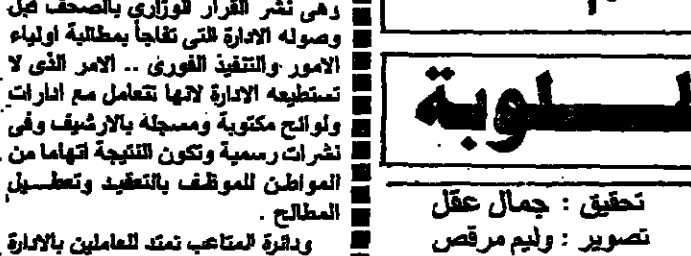 لـــــلوبة
تحقيق : جمال عقل
تصوير : وليم مرقص
وهى نشر القرار الوزارى بالصحف قبل
وصوله الادارة التى تفاجأ بمطالبة اولياء
الامور والتنفيذ الفورى .. الامر الذى لا
تستطيعه الادارة لانها تتعامل مع ادارات
ولوائح مكتوبة ومسجلة بالارشيف وفى
نشرات رسمية وتكون النتيجة اتهاما من
المواطن للموظف بالتعقيد وتعطـــيل
المصالح .
ودائرة المتاعب تمتد للعاملين بالادارة